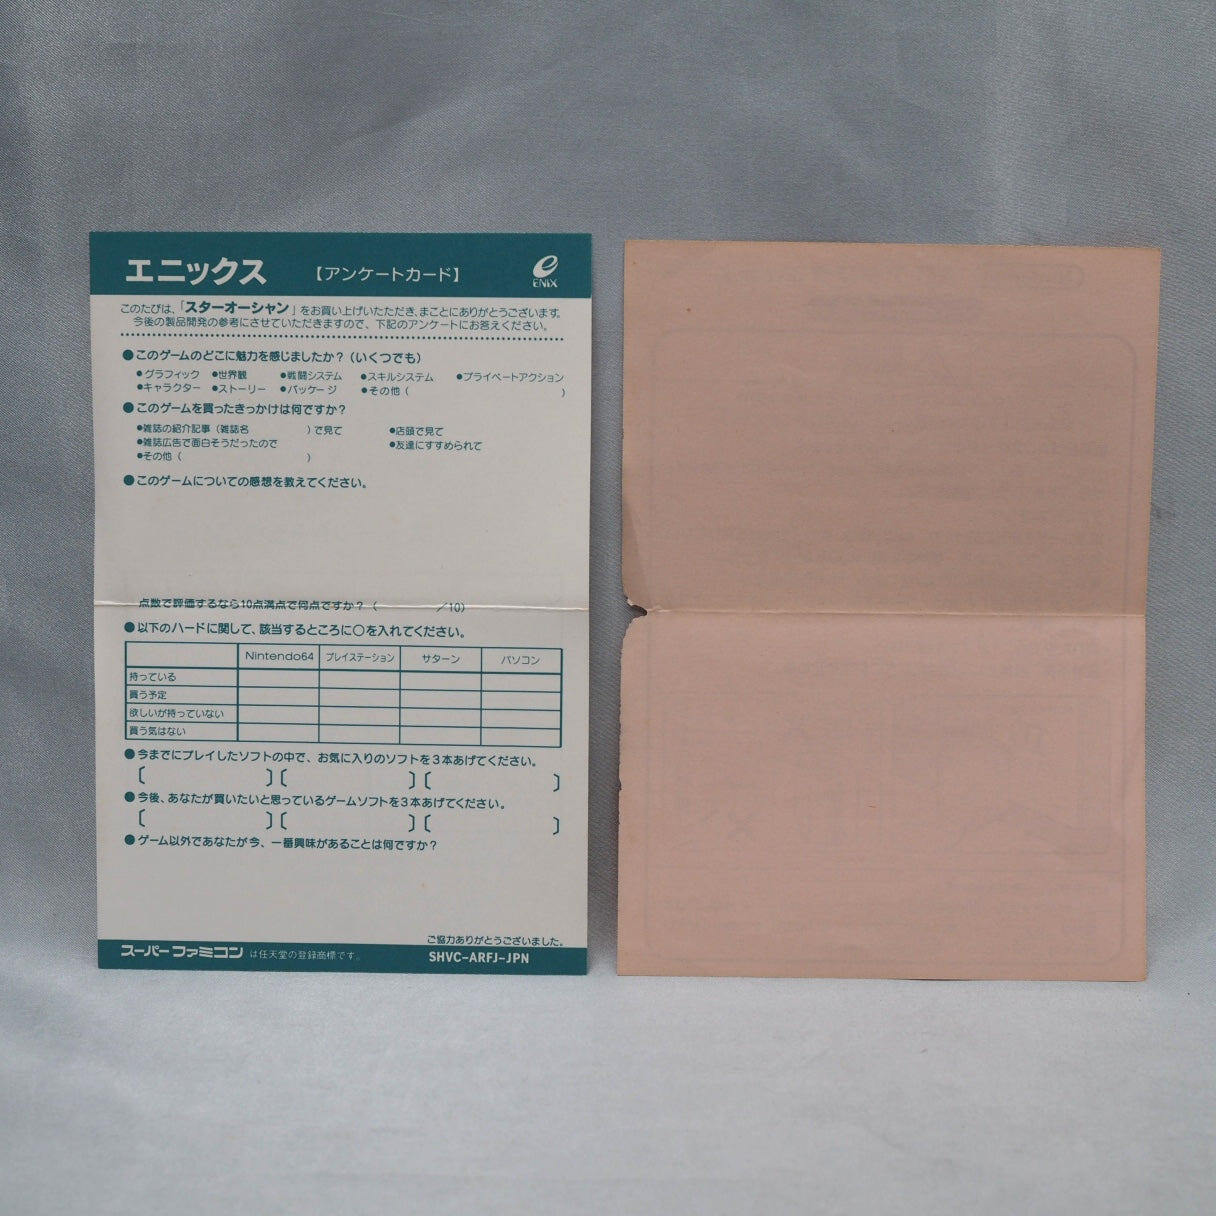 エニックス 【アンケートカード】 ENIX
このたびは、「スターオーシャン」をお買い上げいたただき、まことにありがとうございます。
今後の製品開発の参考にさせていただきますので、下記のアンケートにお答えください。
●このゲームのどこに魅力を感じましたか?(いくつでも)
●グラフィック ●世界観 ●戦闘システム ●スキルシステム ●プライベートアクション
●キャラクター ●ストーリー ●パッケージ ●その他( )
●このゲームを買ったきっかけは何ですか?
●雑誌の紹介記事(雑誌名 )で見て ●店頭で見て
●雑誌広告で面白そうだったので ●友達にすすめられて
●その他( )
●このゲームについての感想を教えてください。
点数で評価するなら10点満点で何点ですか?( /10)
●以下のハードに関して、該当するところに○を入れてください。
Nintendo64 プレイステーション サターン パソコン
持っている
買う予定
欲しいが持っていない
買う気はない
●今までにプレイしたソフトの中で、お気に入りのソフトを3本あげてください。
〔 〕〔 〕〔 〕
●今後、あなたが買いたいと思っているゲームソフトを3本あげてください。
〔 〕〔 〕〔 〕
●ゲーム以外であなたが今、一番興味があることは何ですか?
ご協力ありがとうございました。
スーパーファミコンは任天堂の登録商標です。 SHVC-ARFJ-JPN